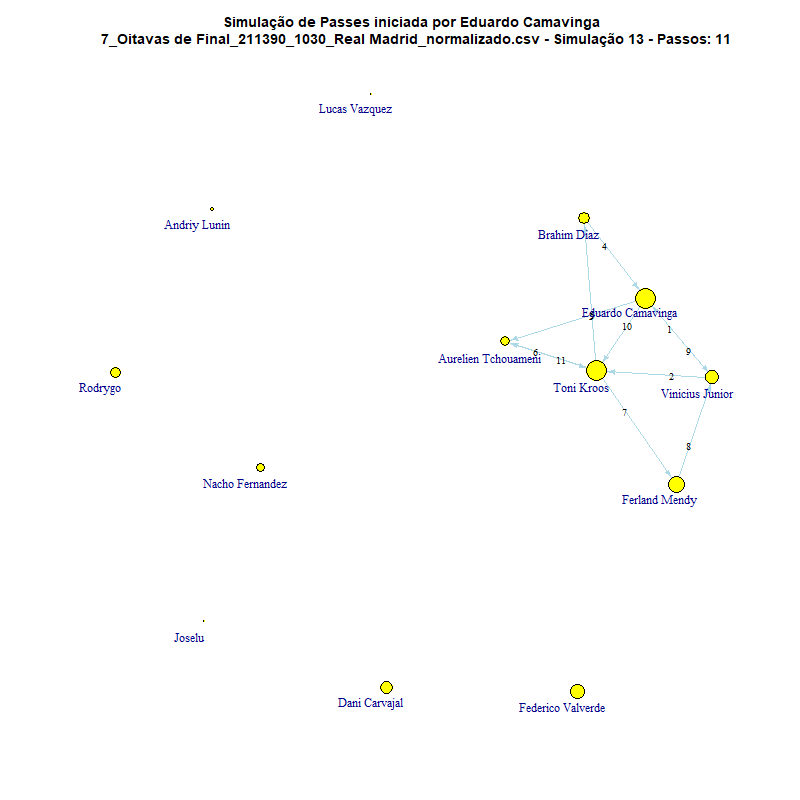 Simulação de Passes iniciada por Eduardo Camavinga
7_Oitavas de Final_211390_1030_Real Madrid_normalizado.csv - Simulação 13 - Passos: 11
Lucas Vazquez
Andriy Lunin
Brahim Diaz
4
Eduardo Camavinga
10
1
Aurelien Tchouameni
6
11
9
Rodrygo
Toni Kroos
2
Vinicius Junior
7
8
Nacho Fernandez
Ferland Mendy
Joselu
Dani Carvajal
Federico Valverde